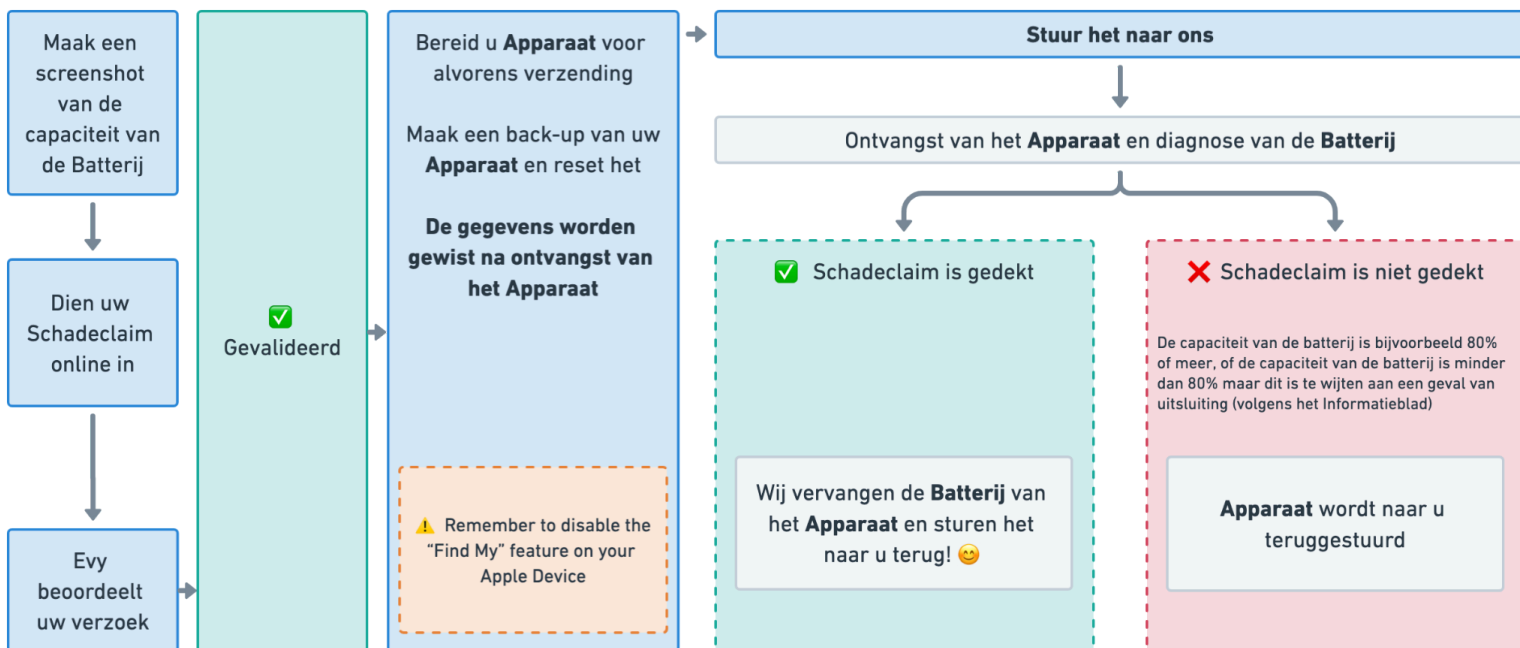 Maak een
screenshot
van de
capaciteit van
de Batterij
Dien uw
Schadeclaim
online in
Evy
beoordeelt
uw verzoek
✅
Gevalideerd
Bereid u Apparaat voor
alvorens verzending
Maak een back-up van uw
Apparaat en reset het
De gegevens worden
gewist na ontvangst van
het Apparaat
⚠️ Remember to disable the
“Find My” feature on your
Apple Device
Stuur het naar ons
Ontvangst van het Apparaat en diagnose van de Batterij
✅ Schadeclaim is gedekt
Wij vervangen de Batterij van
het Apparaat en sturen het
naar u terug! 😊
❌ Schadeclaim is niet gedekt
De capaciteit van de batterij is bijvoorbeeld 80%
of meer, of de capaciteit van de batterij is minder
dan 80% maar dit is te wijten aan een geval van
uitsluiting (volgens het Informatieblad)
Apparaat wordt naar u
teruggestuurd